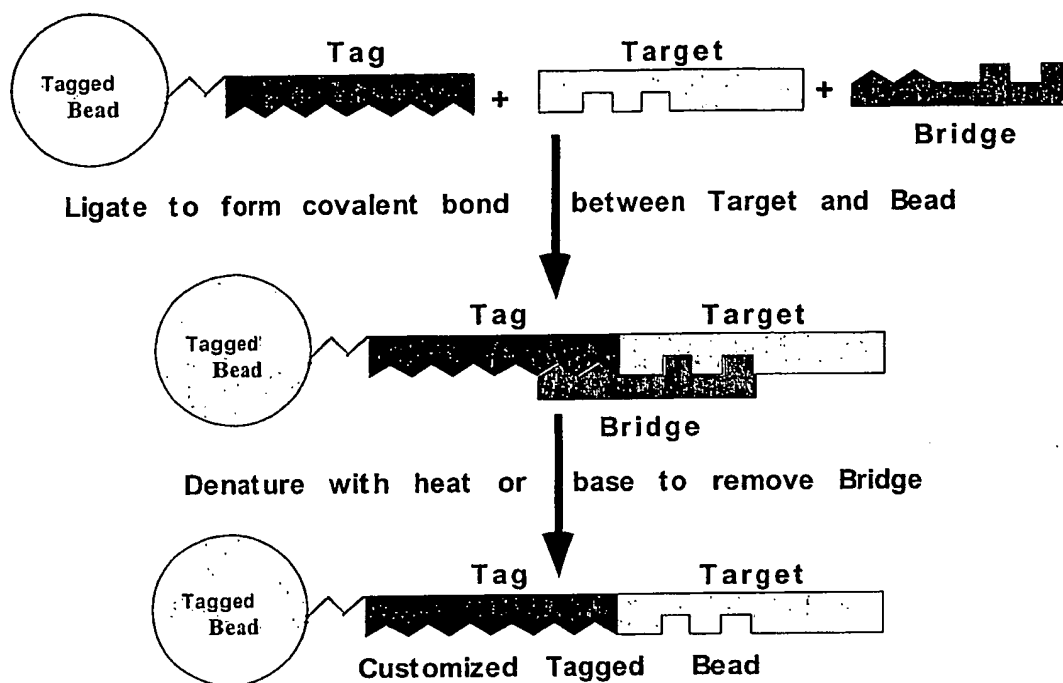 Tag Target
Tagged
Bead
+ +
Bridge
Ligate to form covalent bond between Target and Bead
Tag Target
Tagged
Bead
Bridge
Denature with heat or base to remove Bridge
Tag Target
Tagged
Bead
Customized Tagged Bead